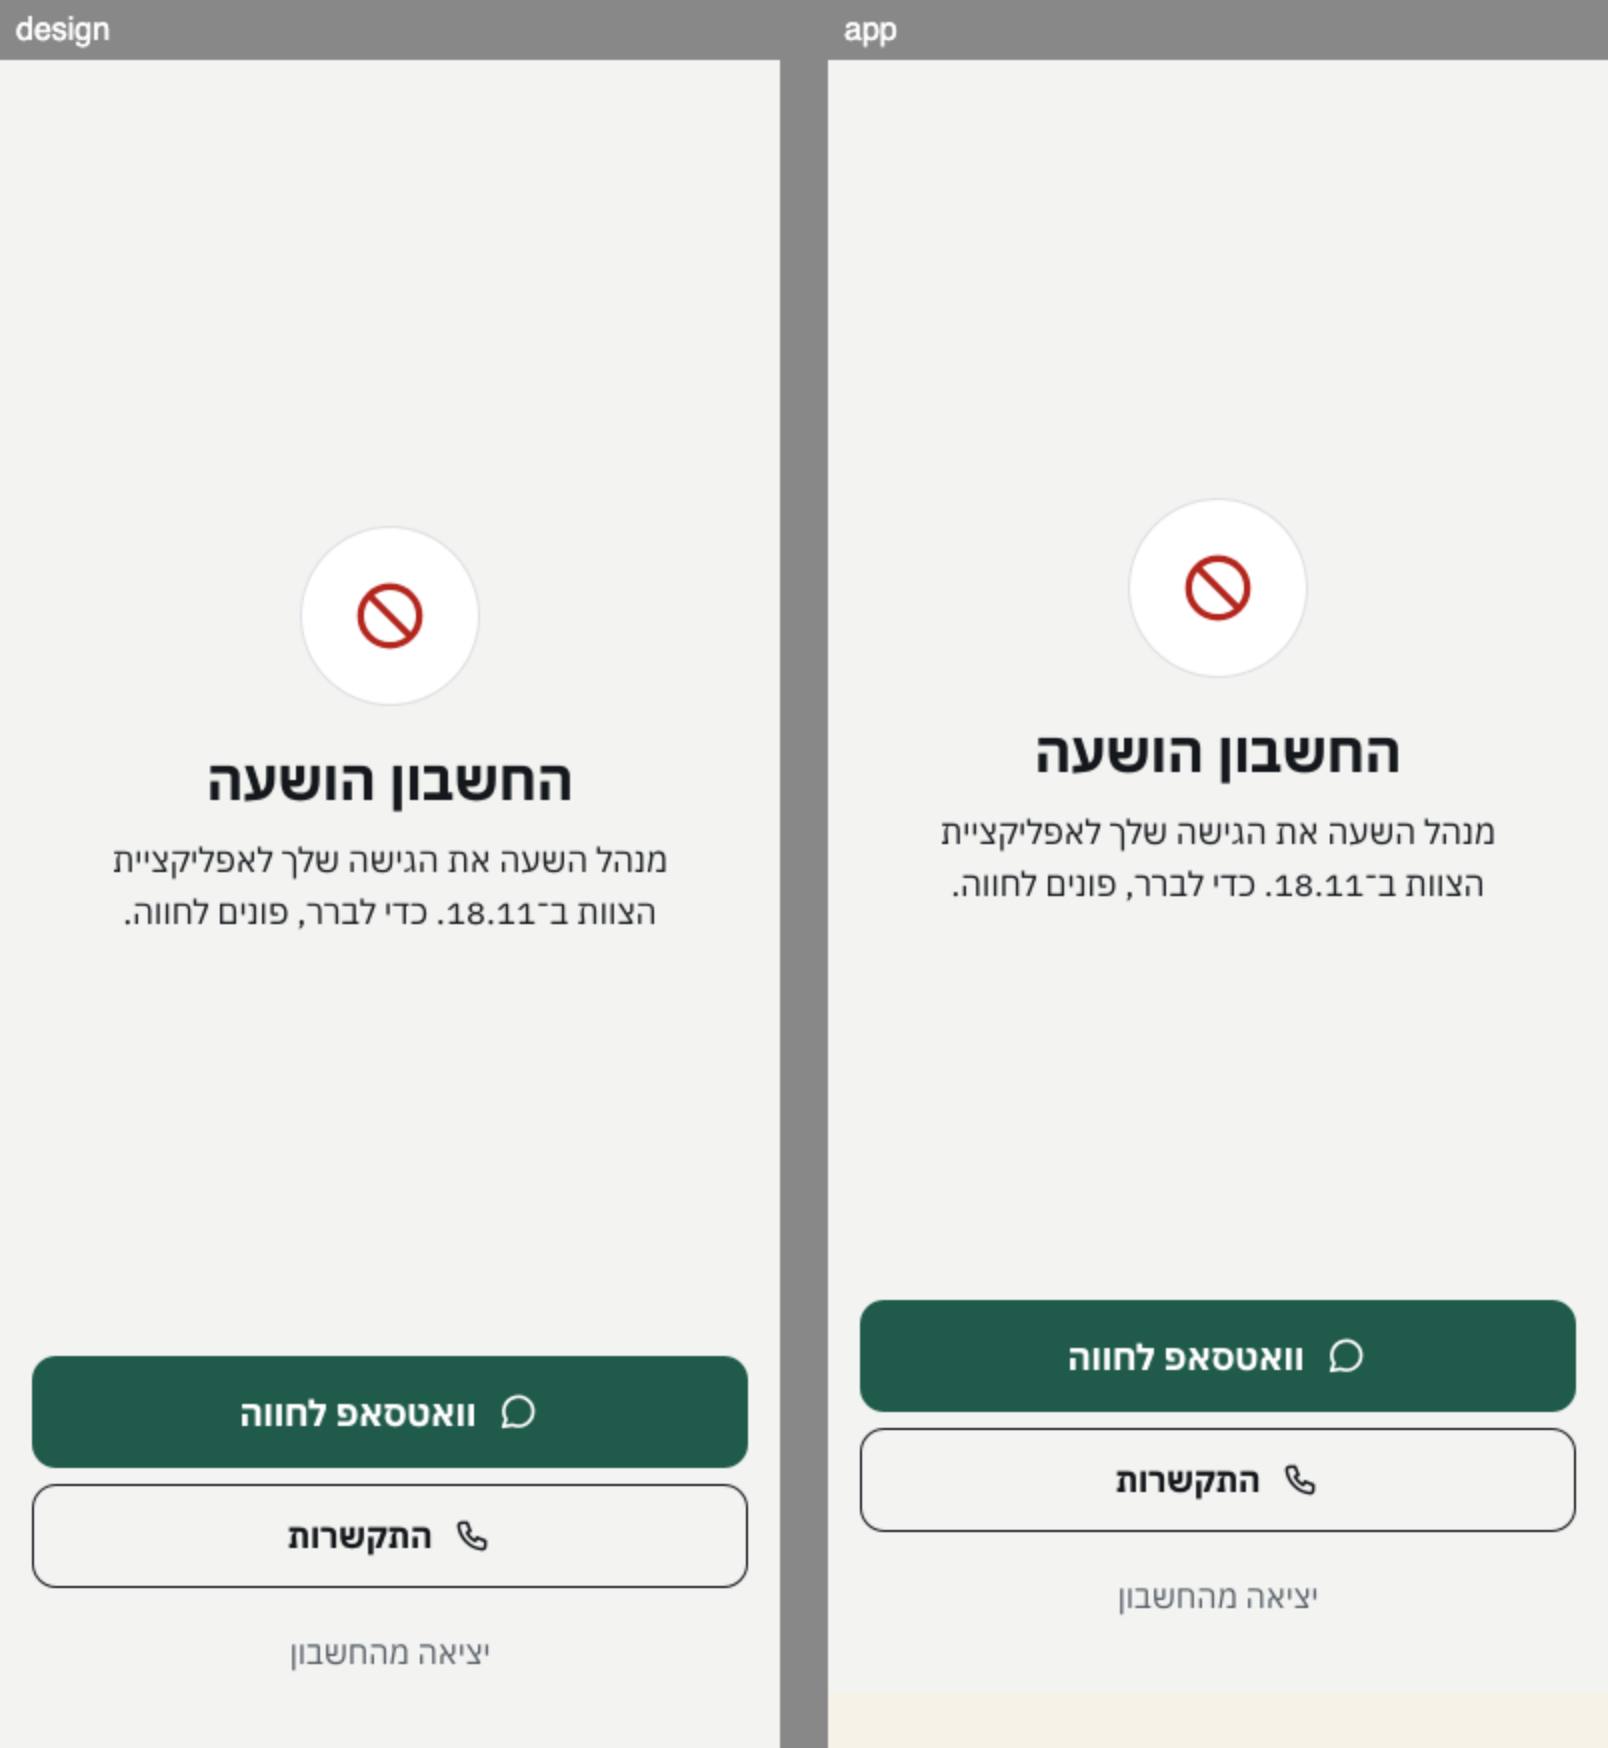 design
החשבון הושעה
מנהל השעה את הגישה שלך לאפליקציית
הצוות ב־18.11. כדי לברר, פונים לחווה.
וואטסאפ לחווה
התקשרות
יציאה מהחשבון
app
החשבון הושעה
מנהל השעה את הגישה שלך לאפליקציית
הצוות ב־18.11. כדי לברר, פונים לחווה.
וואטסאפ לחווה
התקשרות
יציאה מהחשבון